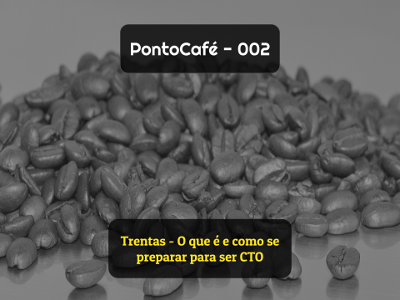 PontoCafé - 002
Trentas - O que é e como se
preparar para ser CTO